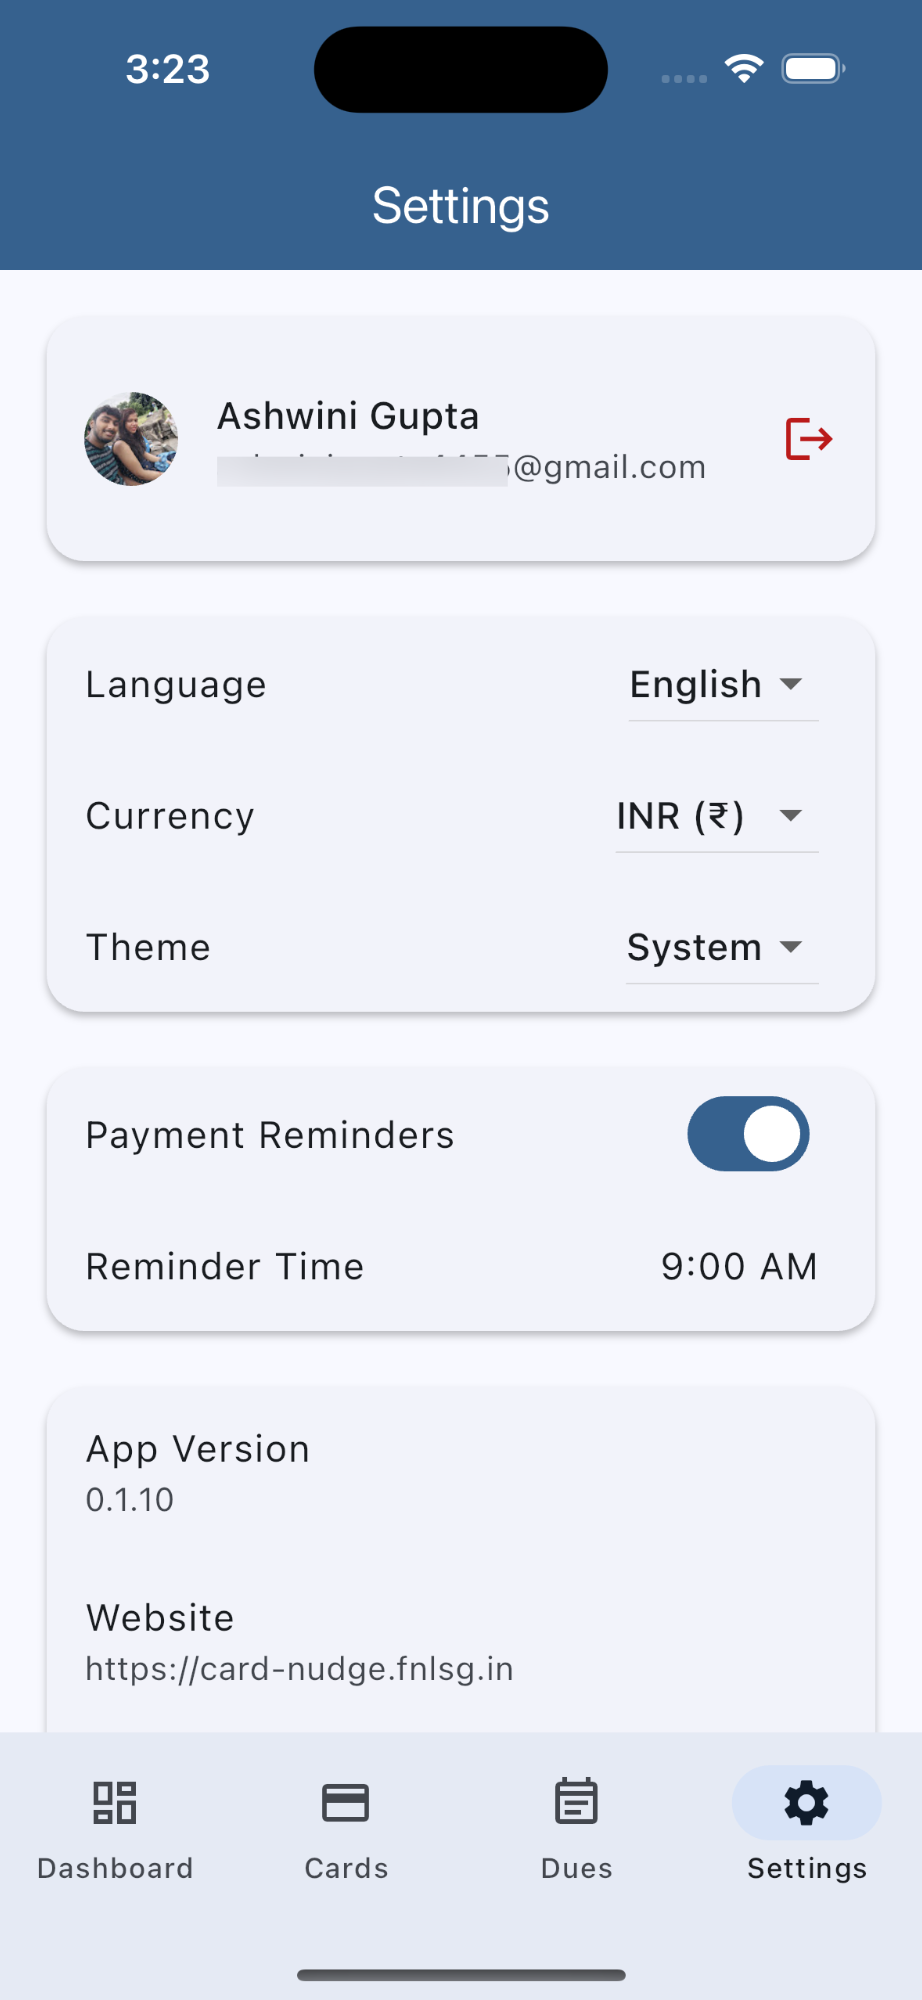 3:23
Settings
Ashwini Gupta
@gmail.com
Language English
Currency INR (₹)
Theme System
Payment Reminders
Reminder Time 9:00 AM
App Version
0.1.10
Website
https://card-nudge.fnlsg.in
Dashboard Cards Dues Settings